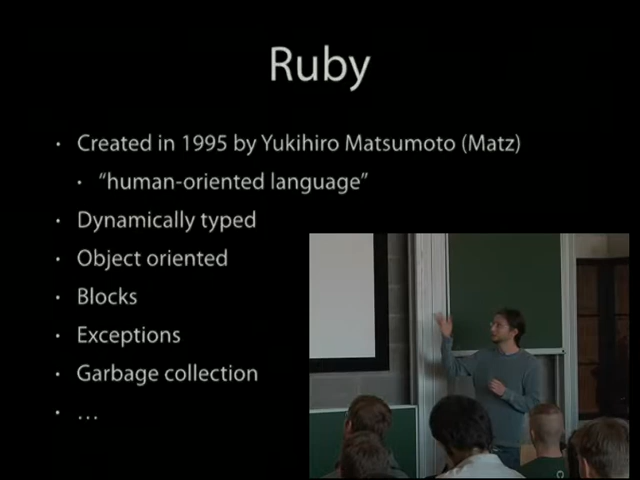 Ruby
• Created in 1995 by Yukihiro Matsumoto (Matz)
• “human-oriented language”
• Dynamically typed
• Object oriented
• Blocks
• Exceptions
• Garbage collection
• …